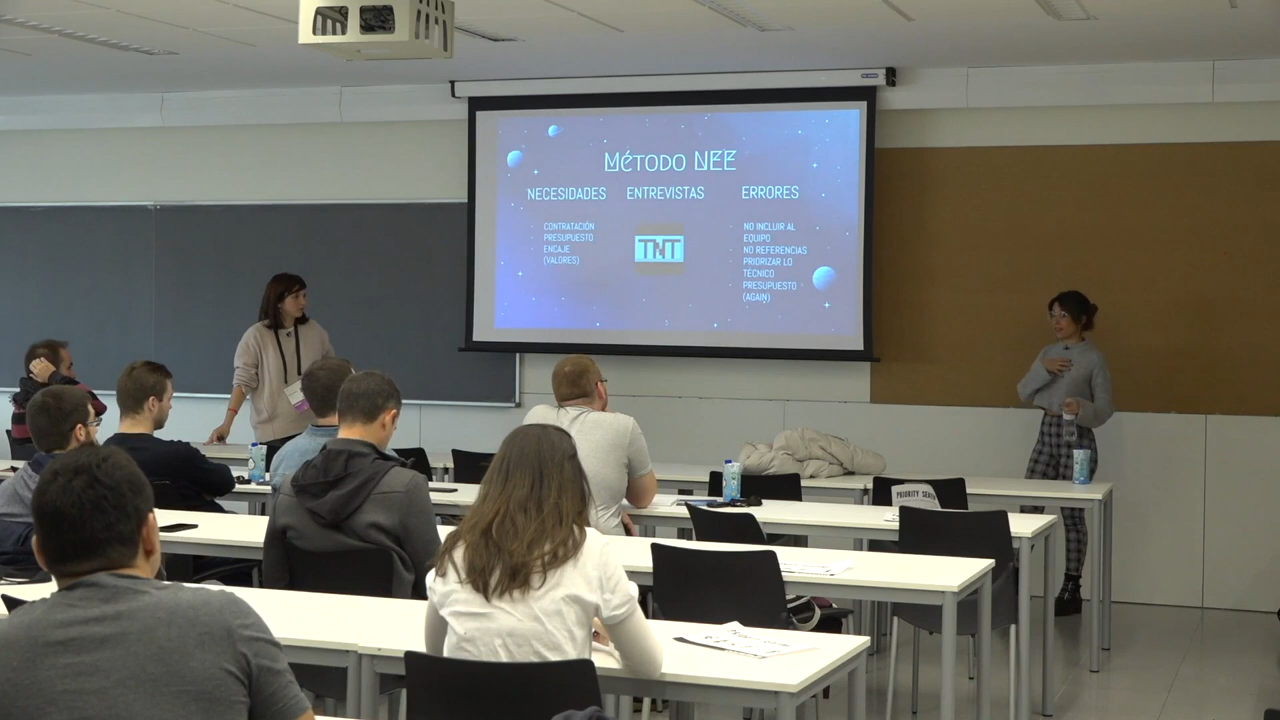 MÉTODO NEE
NECESIDADES
CONTRATACIÓN
PRESUPUESTO
ENCAJE
(VALORES)
ENTREVISTAS
TNT
ERRORES
NO INCLUIR AL
EQUIPO
NO REFERENCIAS
PRIORIZAR LO
TÉCNICO
PRESUPUESTO
(AGAIN)
PRIORITY